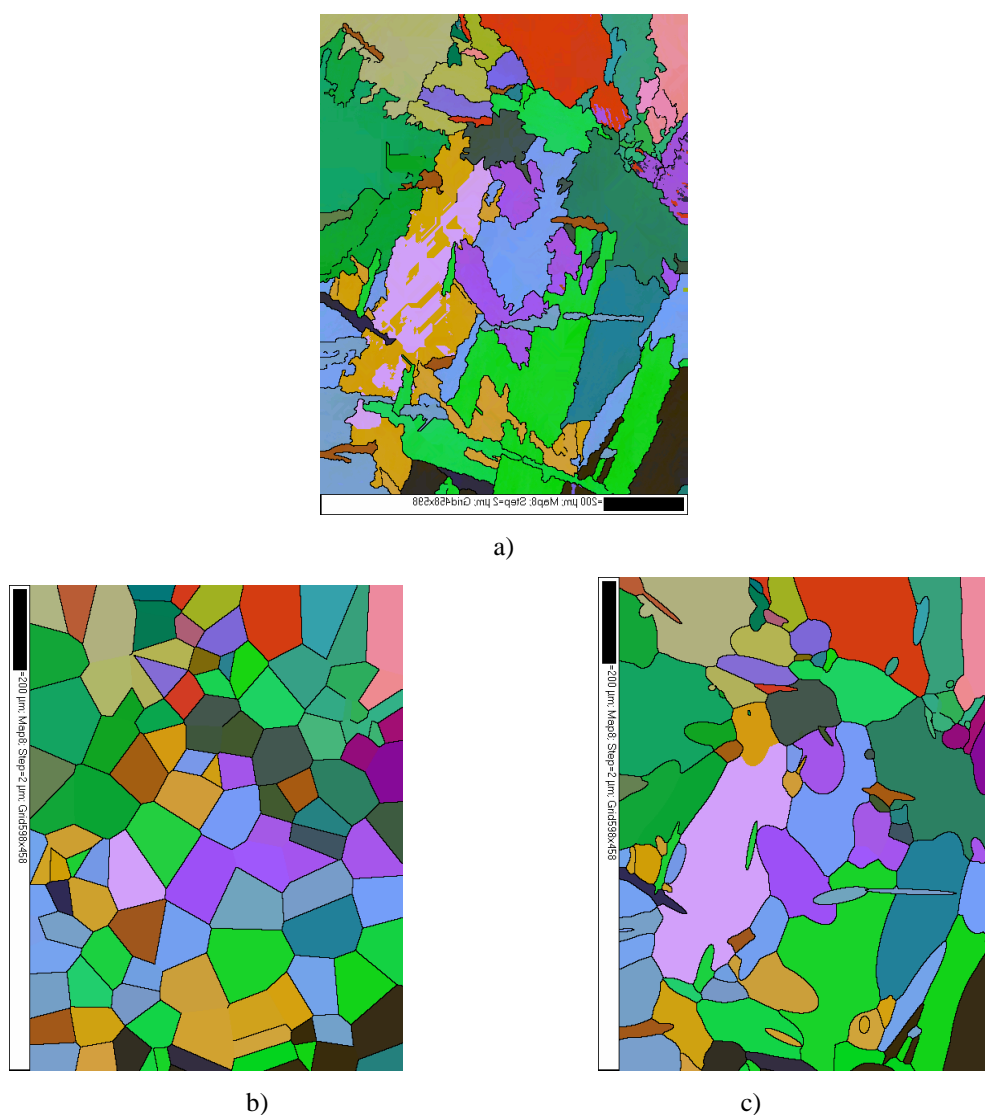 =200 µm; Map8; Step=2 µm; Grid458x598
a)
=200 µm; Map8; Step=2 µm; Grid598x458
=200 µm; Map8; Step=2 µm; Grid598x458
b)
c)